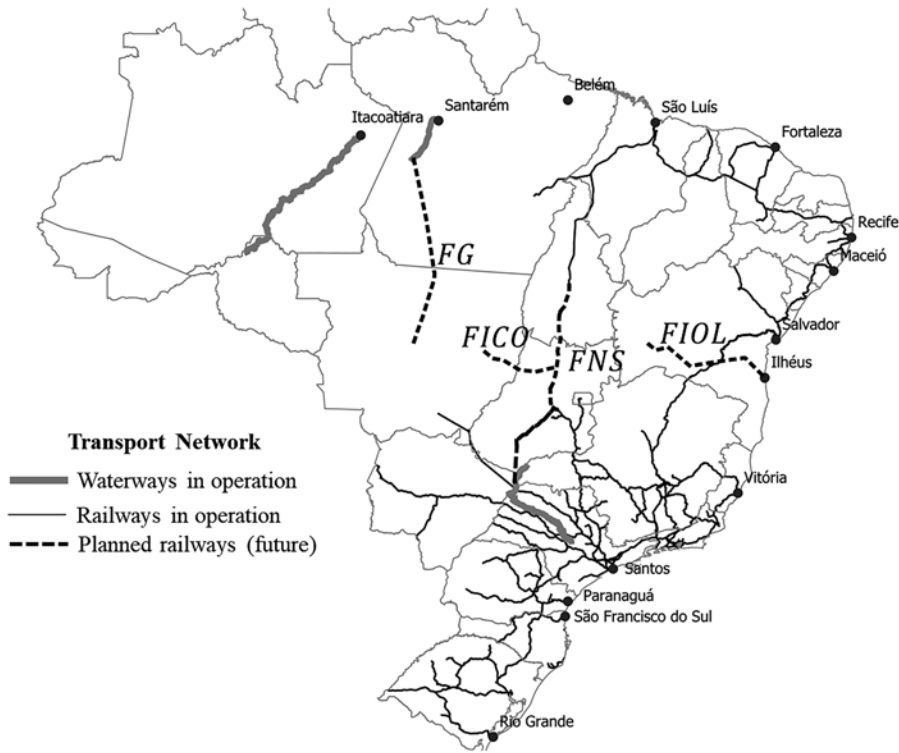 Belém
Santarém
São Luís
Itacoatiara
Fortaleza
Recife
FG
Maceió
Salvador
FICO
FIOL
FNS
Ilhéus
Transport Network
Waterways in operation
Vitória
Railways in operation
Planned railways (future)
Santos
Paranaguá
São Francisco do Sul
Rio Grande